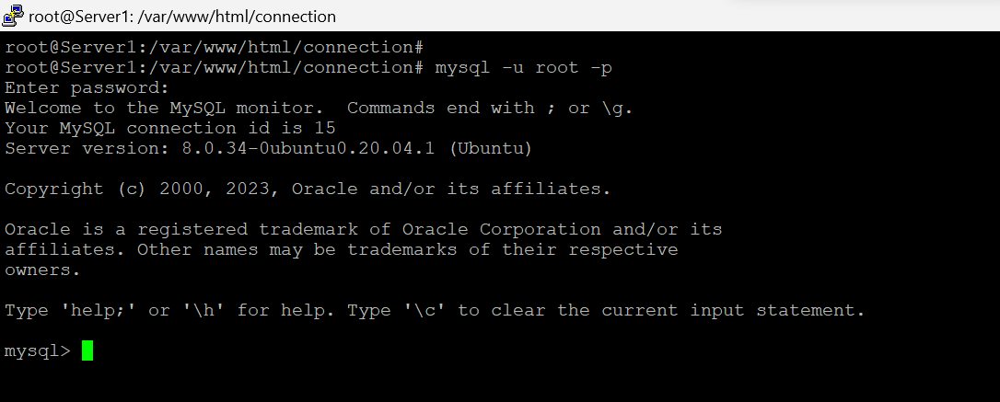 root@Server1: /var/www/html/connection
root@Server1:/var/www/html/connection#
root@Server1:/var/www/html/connection# mysql -u root -p
Enter password:
Welcome to the MySQL monitor.  Commands end with ; or \g.
Your MySQL connection id is 15
Server version: 8.0.34-0ubuntu0.20.04.1 (Ubuntu)
Copyright (c) 2000, 2023, Oracle and/or its affiliates.
Oracle is a registered trademark of Oracle Corporation and/or its
affiliates. Other names may be trademarks of their respective
owners.
Type 'help;' or '\h' for help. Type '\c' to clear the current input statement.
mysql>